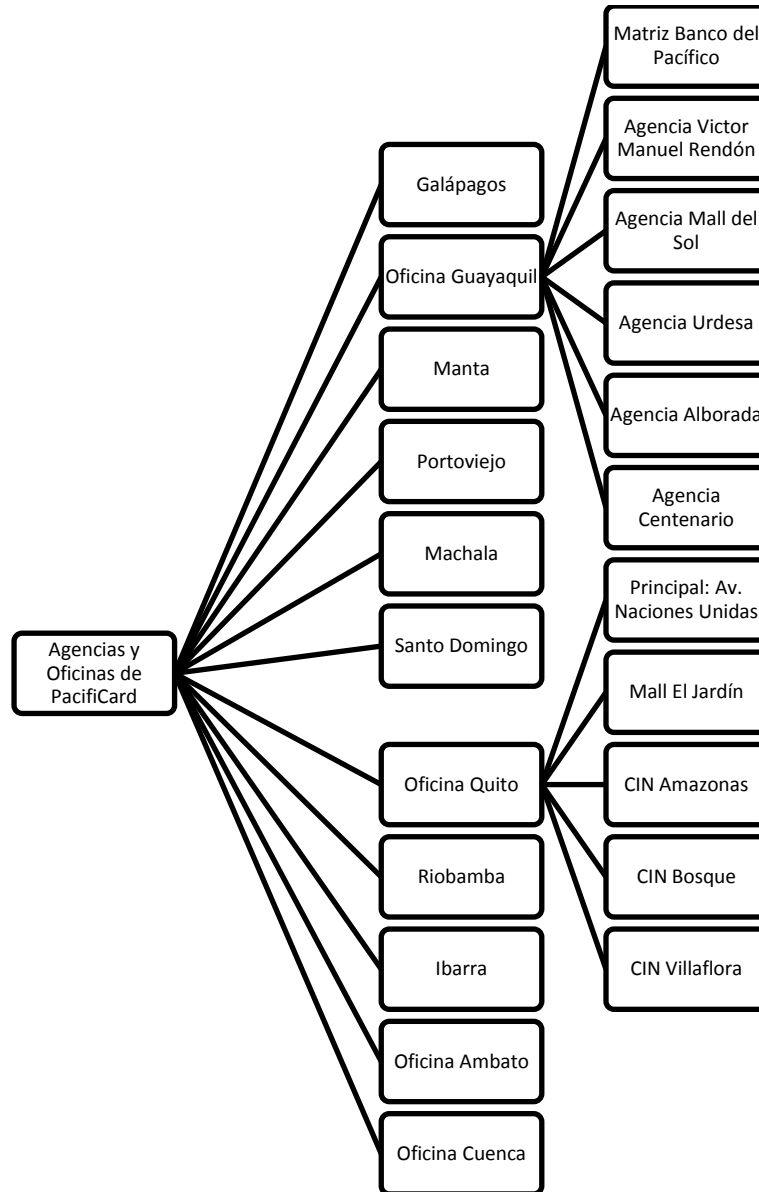 Agencias y
Oficinas de
PacifiCard
Galápagos
Oficina Guayaquil
Matriz Banco del
Pacífico
Agencia Victor
Manuel Rendón
Agencia Mall del
Sol
Agencia Urdesa
Agencia Alborada
Agencia
Centenario
Manta
Portoviejo
Machala
Santo Domingo
Oficina Quito
Principal: Av.
Naciones Unidas
Mall El Jardín
CIN Amazonas
CIN Bosque
CIN Villaflora
Riobamba
Ibarra
Oficina Ambato
Oficina Cuenca